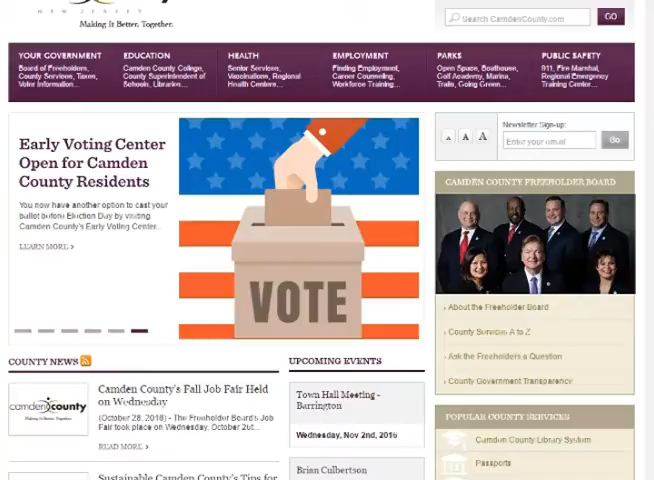 NEW JERSEY
Making It Better, Together.
Search CamdenCounty.com
GO
YOUR GOVERNMENT
Board of Freeholders,
County Services, Taxes,
Voter Information...
EDUCATION
Camden County College,
County Superintendent of
Schools, Libraries...
HEALTH
Senior Services,
Vaccinations, Regional
Health Centers...
EMPLOYMENT
Finding Employment,
Career Counseling,
Workforce Training...
PARKS
Open Space, Boathouse,
Golf Academy, Marina,
Trails, Going Green...
PUBLIC SAFETY
911, Fire Marshal,
Regional Emergency
Training Center...
Early Voting Center
Open for Camden
County Residents
You now have another option to cast your
ballot before Election Day by visiting
Camden County's Early Voting Center...
LEARN MORE >
VOTE
A A A
Newsletter Sign-up:
Enter your email
Go
CAMDEN COUNTY FREEHOLDER BOARD
› About the Freeholder Board
› County Services A to Z
› Ask the Freeholders a Question
› County Government Transparency
COUNTY NEWS
camden county
Making It Better, Together.
Camden County's Fall Job Fair Held
on Wednesday
(October 28, 2016) - The Freeholder Board's Job
Fair took place on Wednesday, October 26t...
READ MORE >
Sustainable Camden County's Tips for
UPCOMING EVENTS
Town Hall Meeting -
Barrington
Wednesday, Nov 2nd, 2016
Brian Culbertson
POPULAR COUNTY SERVICES
Camden County Library System
Passports